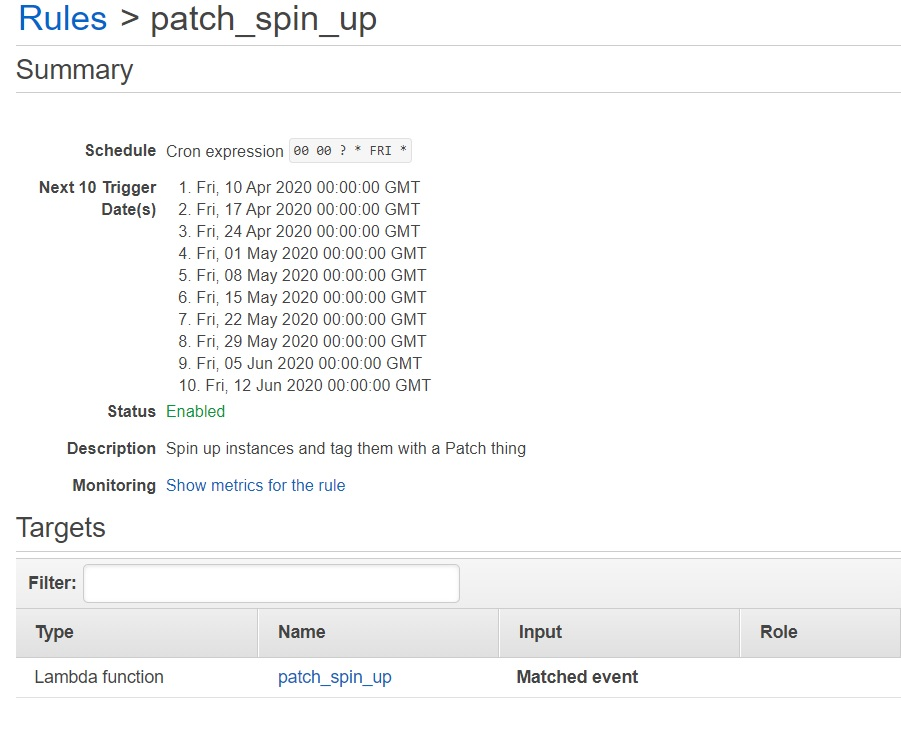 Rules > patch_spin_up
Summary
Schedule Cron expression 00 00 ? * FRI *
Next 10 Trigger Date(s)
1. Fri, 10 Apr 2020 00:00:00 GMT
2. Fri, 17 Apr 2020 00:00:00 GMT
3. Fri, 24 Apr 2020 00:00:00 GMT
4. Fri, 01 May 2020 00:00:00 GMT
5. Fri, 08 May 2020 00:00:00 GMT
6. Fri, 15 May 2020 00:00:00 GMT
7. Fri, 22 May 2020 00:00:00 GMT
8. Fri, 29 May 2020 00:00:00 GMT
9. Fri, 05 Jun 2020 00:00:00 GMT
10. Fri, 12 Jun 2020 00:00:00 GMT
Status Enabled
Description Spin up instances and tag them with a Patch thing
Monitoring Show metrics for the rule
Targets
Filter:
Type Name Input Role
Lambda function patch_spin_up Matched event